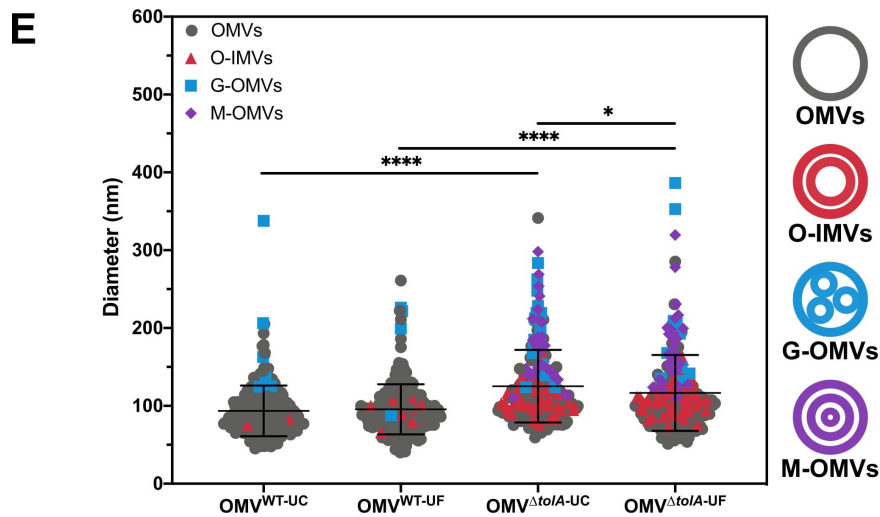 E
600
500
400
300
200
100
0
Diameter (nm)
OMVs
O-IMVs
G-OMVs
M-OMVs
*
****
****
OMV^WT-UC
OMV^WT-UF
OMV^ΔtolA-UC
OMV^ΔtolA-UF
OMVs
O-IMVs
G-OMVs
M-OMVs